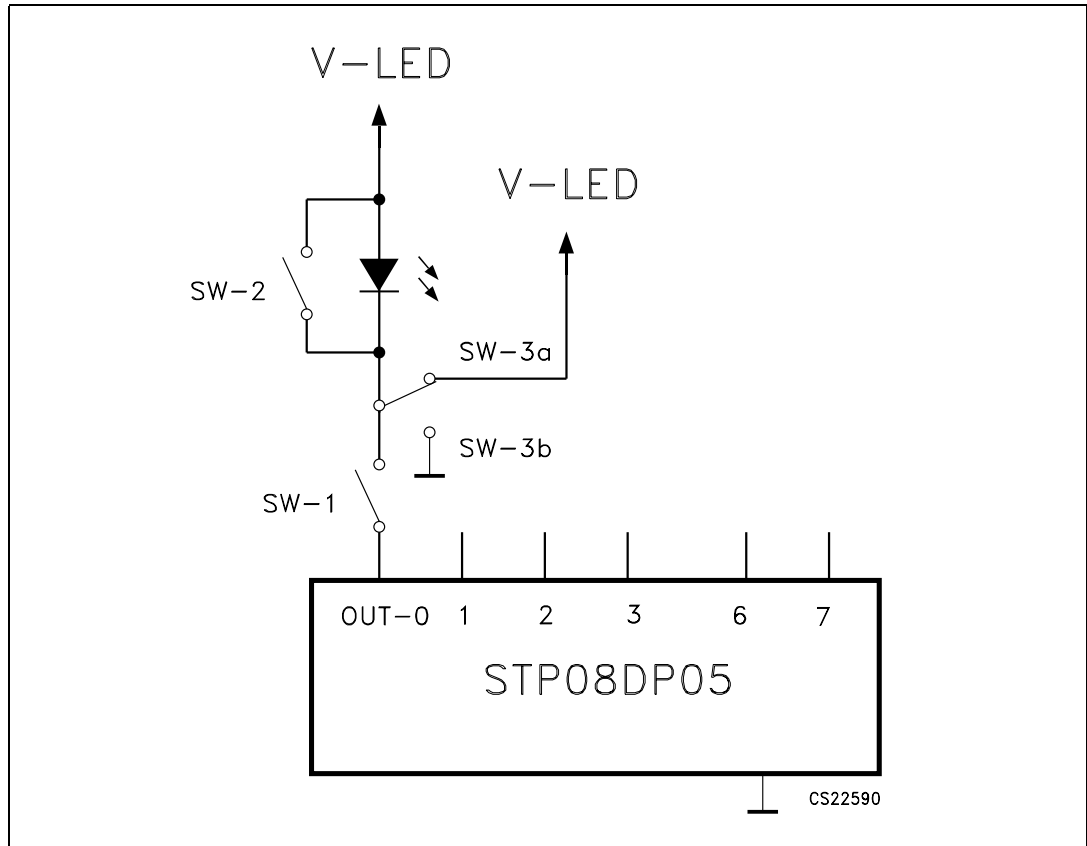 V-LED
V-LED
SW-2
SW-3a
SW-3b
SW-1
OUT-0 1 2 3 6 7
STP08DP05
CS22590